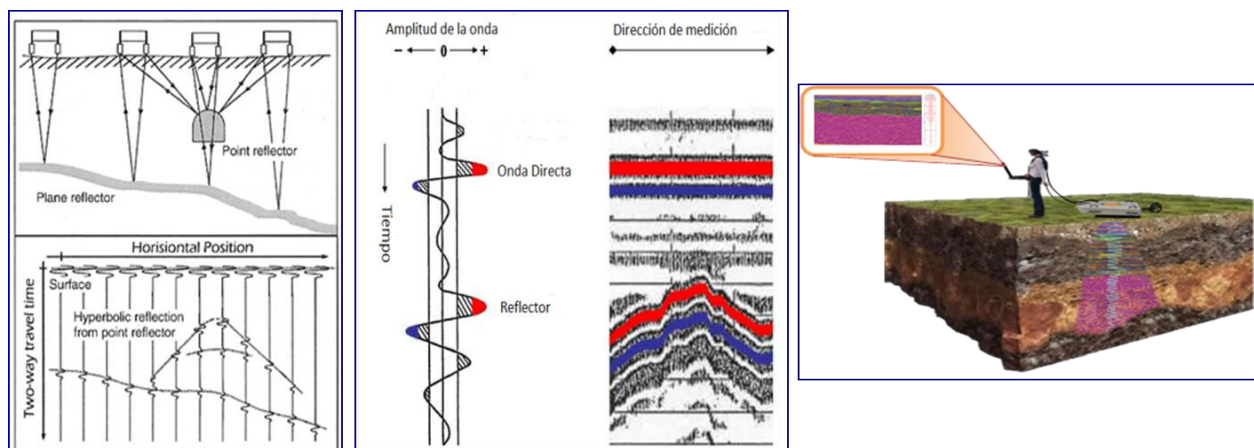 Point reflector
Plane reflector
Horisiontal Position
Surface
Hyperbolic reflection
from point reflector
Two-way travel time
Amplitud de la onda
- 0 +
Tiempo
Onda Directa
Reflector
Dirección de medición